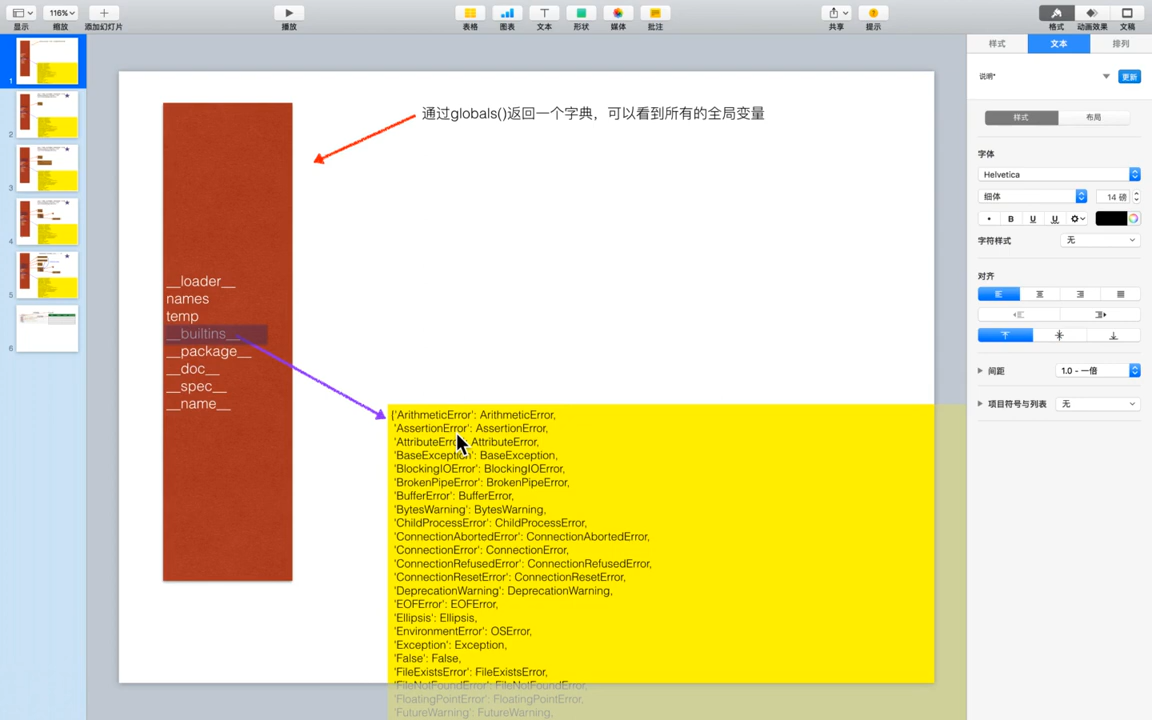 116%
显示
缩放
添加幻灯片
播放
表格
图表
文本
形状
媒体
批注
共享
提示
格式
动画效果
文稿
样式
文本
排列
说明*
更新
样式
布局
字体
Helvetica
细体
14 磅
B
U
U
字符样式
无
对齐
间距
1.0 - 一倍
项目符号与列表
无
1
2
3
4
5
6
通过globals()返回一个字典，可以看到所有的全局变量
__loader__
names
temp
__builtins__
__package__
__doc__
__spec__
__name__
{'ArithmeticError': ArithmeticError,
'AssertionError': AssertionError,
'AttributeErr AttributeError,
'BaseException': BaseException,
'BlockingIOError': BlockingIOError,
'BrokenPipeError': BrokenPipeError,
'BufferError': BufferError,
'BytesWarning': BytesWarning,
'ChildProcessError': ChildProcessError,
'ConnectionAbortedError': ConnectionAbortedError,
'ConnectionError': ConnectionError,
'ConnectionRefusedError': ConnectionRefusedError,
'ConnectionResetError': ConnectionResetError,
'DeprecationWarning': DeprecationWarning,
'EOFError': EOFError,
'Ellipsis': Ellipsis,
'EnvironmentError': OSError,
'Exception': Exception,
'False': False,
'FileExistsError': FileExistsError,
'FileNotFoundError': FileNotFoundError,
'FloatingPointError': FloatingPointError,
'FutureWarning': FutureWarning,